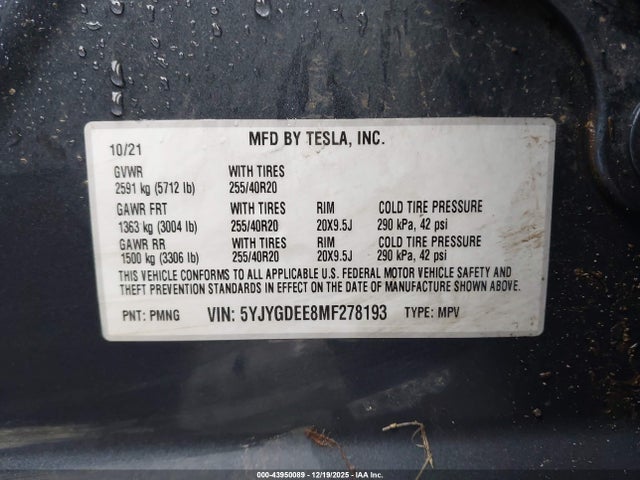 MFD BY TESLA, INC.
10/21
GVWR WITH TIRES
2591 kg (5712 lb) 255/40R20
GAWR FRT WITH TIRES RIM COLD TIRE PRESSURE
1363 kg (3004 lb) 255/40R20 20X9.5J 290 kPa, 42 psi
GAWR RR WITH TIRES RIM COLD TIRE PRESSURE
1500 kg (3306 lb) 255/40R20 20X9.5J 290 kPa, 42 psi
THIS VEHICLE CONFORMS TO ALL APPLICABLE U.S. FEDERAL MOTOR VEHICLE SAFETY AND
THEFT PREVENTION STANDARDS IN EFFECT ON THE DATE OF MANUFACTURE SHOWN ABOVE.
PNT: PMNG VIN: 5YJYGDEE8MF278193 TYPE: MPV
000-43950089 - 12/19/2025 - IAA Inc.